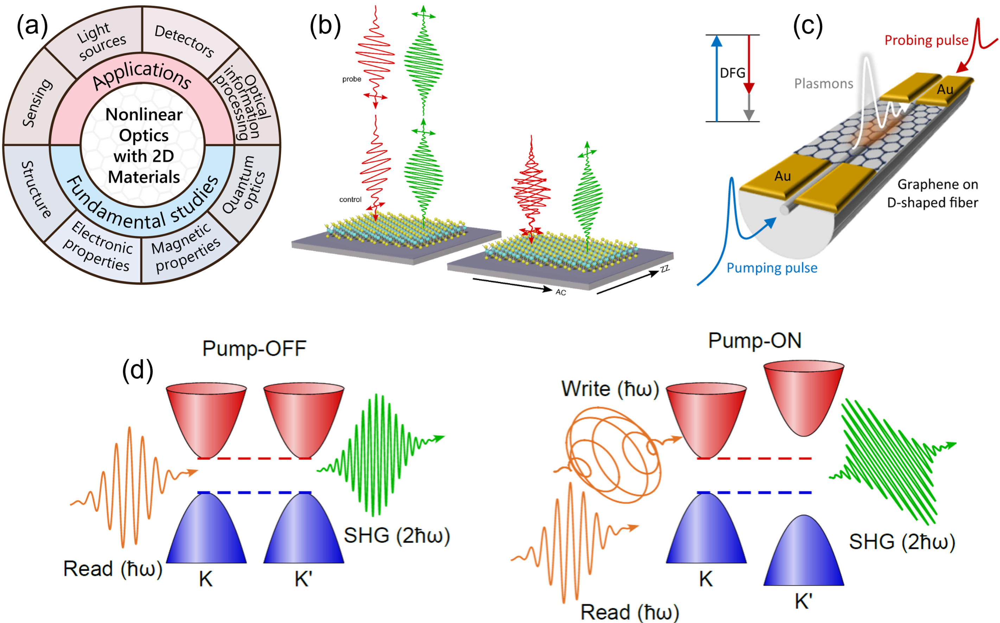 (a)
Light
sources
Detectors
Optical
information
processing
Sensing
Applications
Nonlinear
Optics
with 2D
Materials
Fundamental studies
Structure
Electronic
properties
Magnetic
properties
Quantum
optics
(b)
probe
control
AC
ZZ
(c)
DFG
Probing pulse
Plasmons
Au
Au
Graphene on
D-shaped fiber
Pumping pulse
(d)
Pump-OFF
Read (ħω)
K
K'
SHG (2ħω)
Pump-ON
Write (ħω)
Read (ħω)
K
K'
SHG (2ħω)